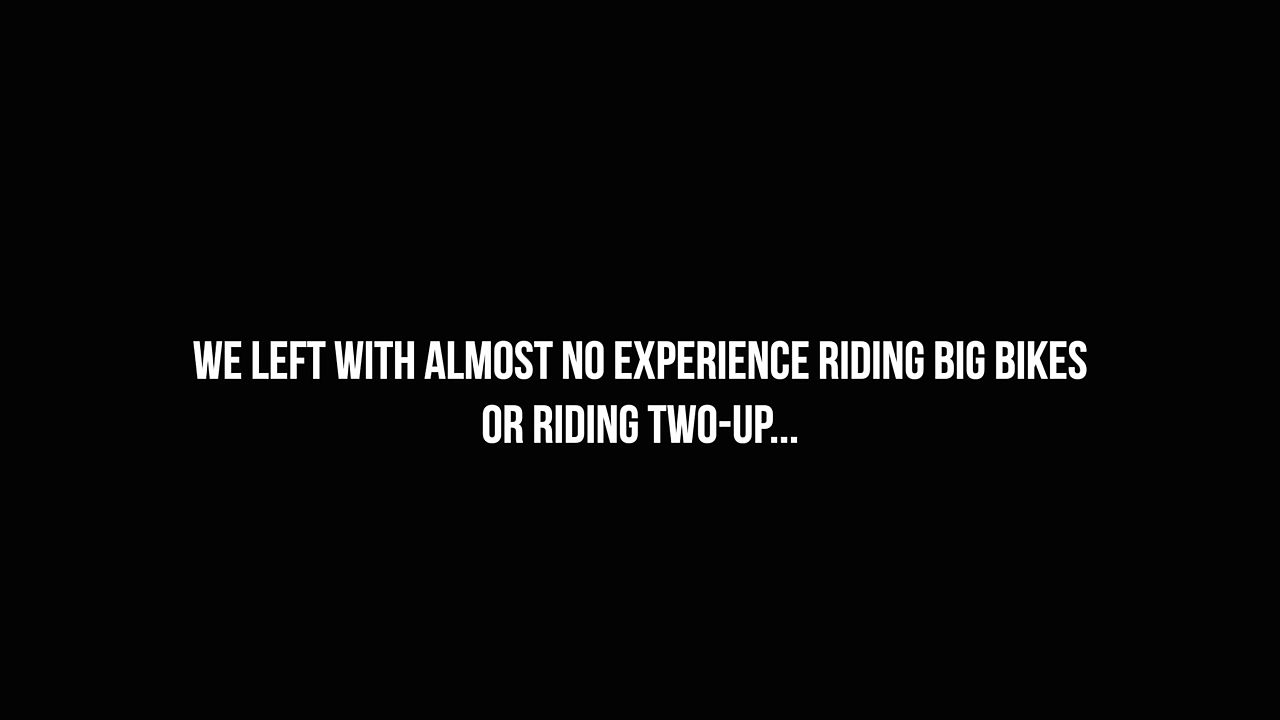 WE LEFT WITH ALMOST NO EXPERIENCE RIDING BIG BIKES
OR RIDING TWO-UP...